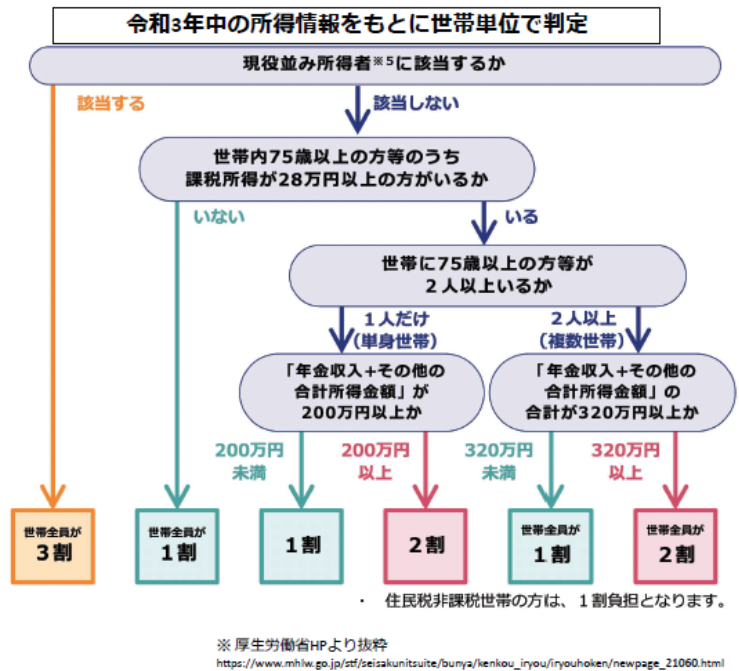 令和3年中の所得情報をもとに世帯単位で判定
現役並み所得者※5に該当するか
該当する
該当しない
世帯内75歳以上の方等のうち
課税所得が28万円以上の方がいるか
いない
いる
世帯に75歳以上の方等が
2人以上いるか
1人だけ
(単身世帯)
2人以上
(複数世帯)
「年金収入+その他の
合計所得金額」が
200万円以上か
「年金収入+その他の
合計所得金額」の
合計が320万円以上か
200万円
未満
200万円
以上
320万円
未満
320万円
以上
世帯全員が
3割
世帯全員が
1割
1割
2割
世帯全員が
1割
世帯全員が
2割
・ 住民税非課税世帯の方は、1割負担となります。
※ 厚生労働省HPより抜粋
https://www.mhlw.go.jp/stf/seisakunitsuite/bunya/kenkou_iryou/iryouhoken/newpage_21060.html